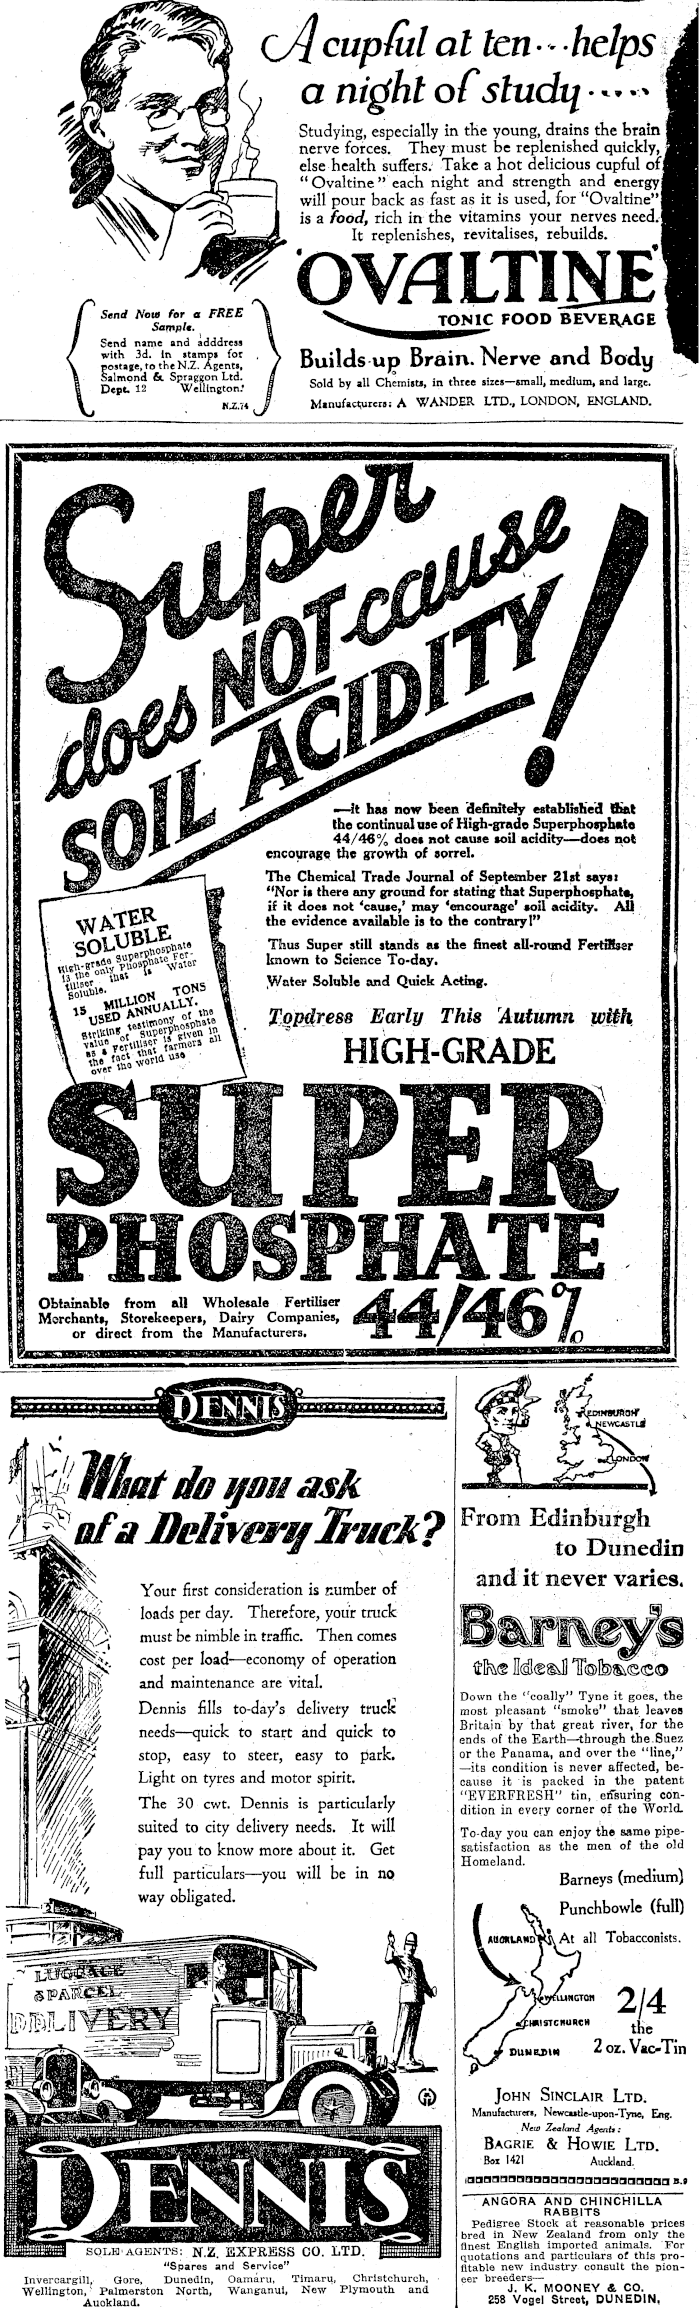 A cupful at ten...helps
a night of study.....
Studying, especially in the young, drains the brain
nerve forces. They must be replenished quickly,
else health suffers. Take a hot delicious cupful of
"Ovaltine" each night and strength and energy
will pour back as fast as it is used, for "Ovaltine"
is a food, rich in the vitamins your nerves need.
It replenishes, revitalises, rebuilds.
'OVALTINE'
TONIC FOOD BEVERAGE
Builds-up Brain. Nerve and Body
Sold by all Chemists, in three sizes—small, medium, and large.
Manufacturers: A WANDER LTD., LONDON, ENGLAND.
Send Now for a FREE
Sample.
Send name and adddress
with 3d. in stamps for
postage, to the N.Z. Agents,
Salmond & Spraggon Ltd.
Dept. 12 Wellington.
N.Z.74
Super
does NOT cause
SOIL ACIDITY!
—it has now been definitely established that
the continual use of High-grade Superphosphate
44/46% does not cause soil acidity—does not
encourage the growth of sorrel.
The Chemical Trade Journal of September 21st says:
"Nor is there any ground for stating that Superphosphate,
if it does not 'cause,' may 'encourage' soil acidity. All
the evidence available is to the contrary!"
Thus Super still stands as the finest all-round Fertiliser
known to Science To-day.
Water Soluble and Quick Acting.
WATER
SOLUBLE
High-grade Superphosphate
is the only Phosphate Fer-
tiliser that is Water
Soluble.
15 MILLION TONS
USED ANNUALLY.
Striking testimony of the
value of Superphosphate
as a Fertiliser is given in
the fact that farmers all
over the world use
Topdress Early This Autumn with
HIGH-GRADE
SUPER
PHOSPHATE
44/46%
Obtainable from all Wholesale Fertiliser
Merchants, Storekeepers, Dairy Companies,
or direct from the Manufacturers.
DENNIS
What do you ask
of a Delivery Truck?
Your first consideration is number of
loads per day. Therefore, your truck
must be nimble in traffic. Then comes
cost per load—economy of operation
and maintenance are vital.
Dennis fills to-day's delivery truck
needs—quick to start and quick to
stop, easy to steer, easy to park.
Light on tyres and motor spirit.
The 30 cwt. Dennis is particularly
suited to city delivery needs. It will
pay you to know more about it. Get
full particulars—you will be in no
way obligated.
LUGGAGE
& PARCEL
DELIVERY
DENNIS
SOLE AGENTS: N.Z. EXPRESS CO. LTD.
"Spares and Service"
Invercargill, Gore, Dunedin, Oamaru, Timaru, Christchurch,
Wellington, Palmerston North, Wanganui, New Plymouth and
Auckland.
EDINBURGH
NEWCASTLE
LONDON
From Edinburgh
to Dunedin
and it never varies.
Barney's
the Ideal Tobacco
Down the "coally" Tyne it goes, the
most pleasant "smoke" that leaves
Britain by that great river, for the
ends of the Earth—through the Suez
or the Panama, and over the "line,"
—its condition is never affected, be-
cause it is packed in the patent
"EVERFRESH" tin, ensuring con-
dition in every corner of the World.
To-day you can enjoy the same pipe-
satisfaction as the men of the old
Homeland.
Barneys (medium)
Punchbowle (full)
At all Tobacconists.
AUCKLAND
WELLINGTON
CHRISTCHURCH
DUNEDIN
2/4
the
2 oz. Vac-Tin
JOHN SINCLAIR LTD.
Manufacturers, Newcastle-upon-Tyne, Eng.
New Zealand Agents:
BAGRIE & HOWIE LTD.
Box 1421 Auckland.
B.9
ANGORA AND CHINCHILLA
RABBITS
Pedigree Stock at reasonable prices
bred in New Zealand from only the
finest English imported animals. For
quotations and particulars of this pro-
fitable new industry consult the pion-
eer breeders—
J. K. MOONEY & CO.
258 Vogel Street, DUNEDIN.